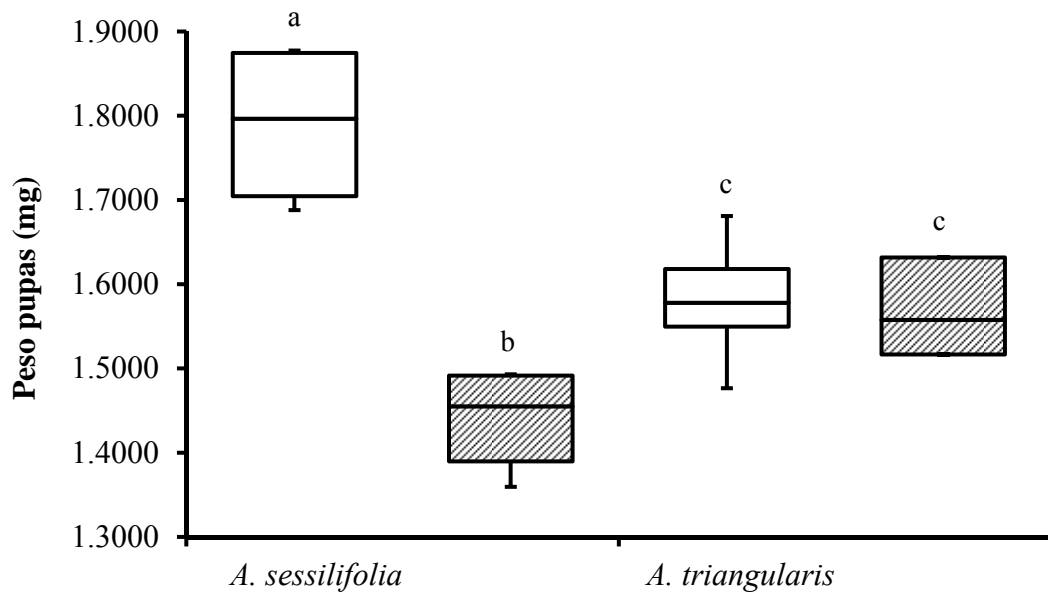 a
1.9000
1.8000
1.7000
1.6000
1.5000
1.4000
1.3000
Peso pupas (mg)
b
c
c
A. sessilifolia
A. triangularis